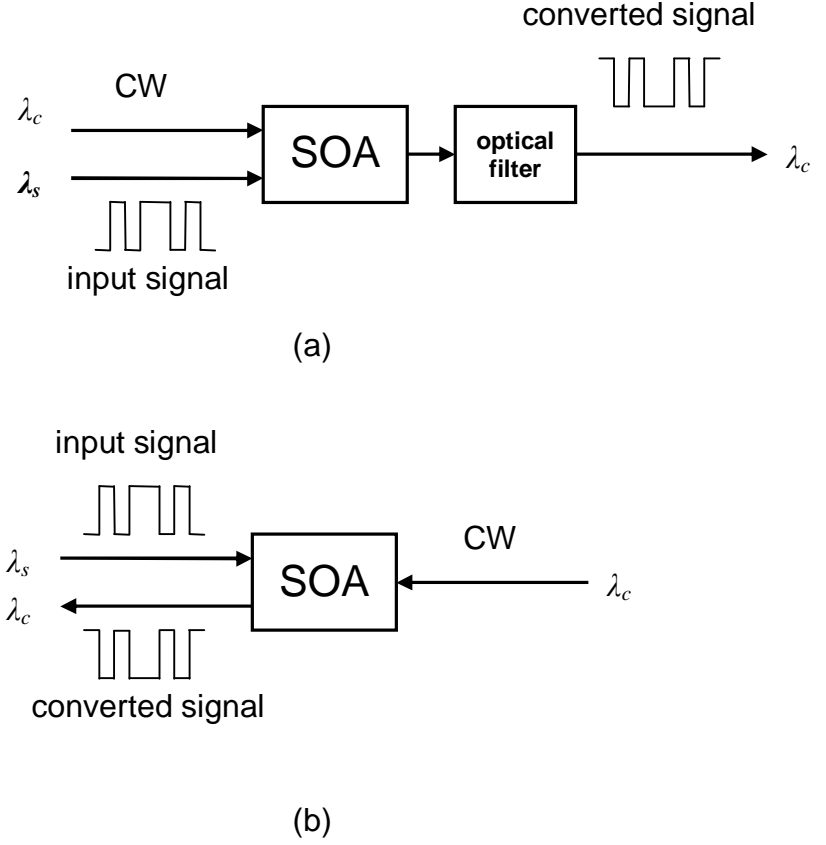 converted signal
CW
λc
SOA
optical
filter
λc
λs
input signal
(a)
input signal
CW
λs
SOA
λc
λc
converted signal
(b)